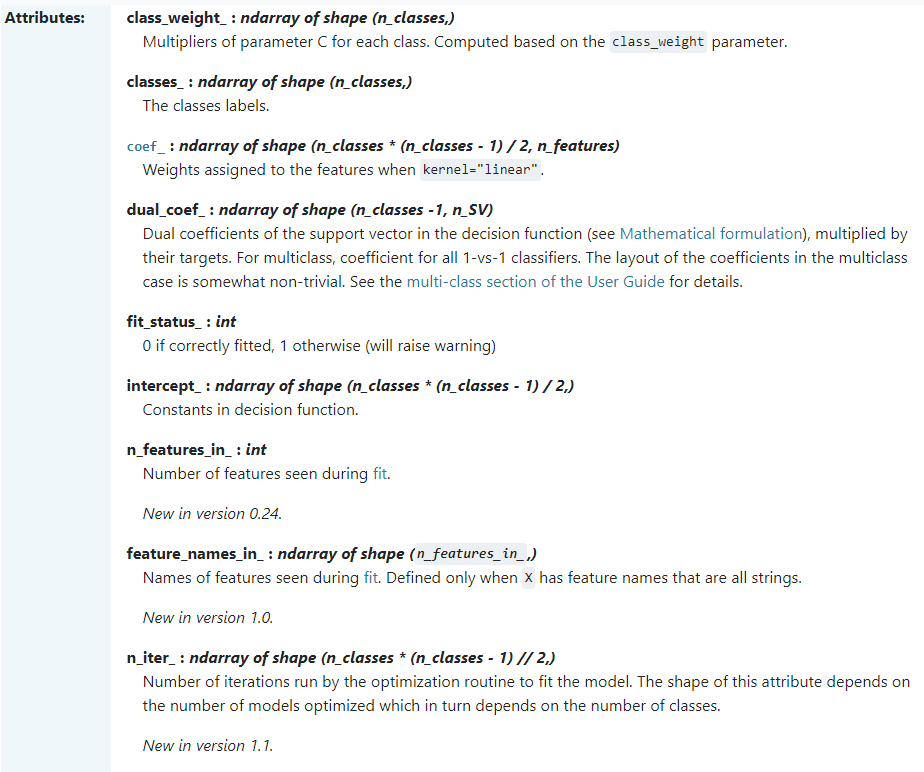 Attributes:
class_weight_ : ndarray of shape (n_classes,)
Multipliers of parameter C for each class. Computed based on the class_weight parameter.
classes_ : ndarray of shape (n_classes,)
The classes labels.
coef_ : ndarray of shape (n_classes * (n_classes - 1) / 2, n_features)
Weights assigned to the features when kernel="linear".
dual_coef_ : ndarray of shape (n_classes -1, n_SV)
Dual coefficients of the support vector in the decision function (see Mathematical formulation), multiplied by
their targets. For multiclass, coefficient for all 1-vs-1 classifiers. The layout of the coefficients in the multiclass
case is somewhat non-trivial. See the multi-class section of the User Guide for details.
fit_status_ : int
0 if correctly fitted, 1 otherwise (will raise warning)
intercept_ : ndarray of shape (n_classes * (n_classes - 1) / 2,)
Constants in decision function.
n_features_in_ : int
Number of features seen during fit.
New in version 0.24.
feature_names_in_ : ndarray of shape (n_features_in_,)
Names of features seen during fit. Defined only when X has feature names that are all strings.
New in version 1.0.
n_iter_ : ndarray of shape (n_classes * (n_classes - 1) // 2,)
Number of iterations run by the optimization routine to fit the model. The shape of this attribute depends on
the number of models optimized which in turn depends on the number of classes.
New in version 1.1.